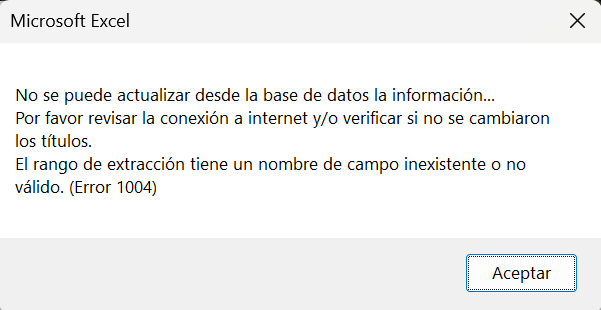 Microsoft Excel
No se puede actualizar desde la base de datos la información...
Por favor revisar la conexión a internet y/o verificar si no se cambiaron
los títulos.
El rango de extracción tiene un nombre de campo inexistente o no
válido. (Error 1004)
Aceptar